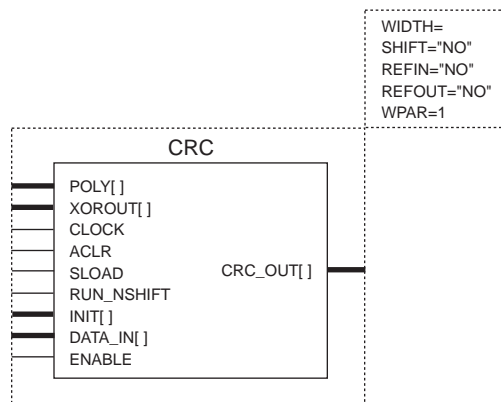 WIDTH=
SHIFT="NO"
REFIN="NO"
REFOUT="NO"
WPAR=1
CRC
POLY[ ]
XOROUT[ ]
CLOCK
ACLR
SLOAD
CRC_OUT[ ]
RUN_NSHIFT
INIT[ ]
DATA_IN[ ]
ENABLE